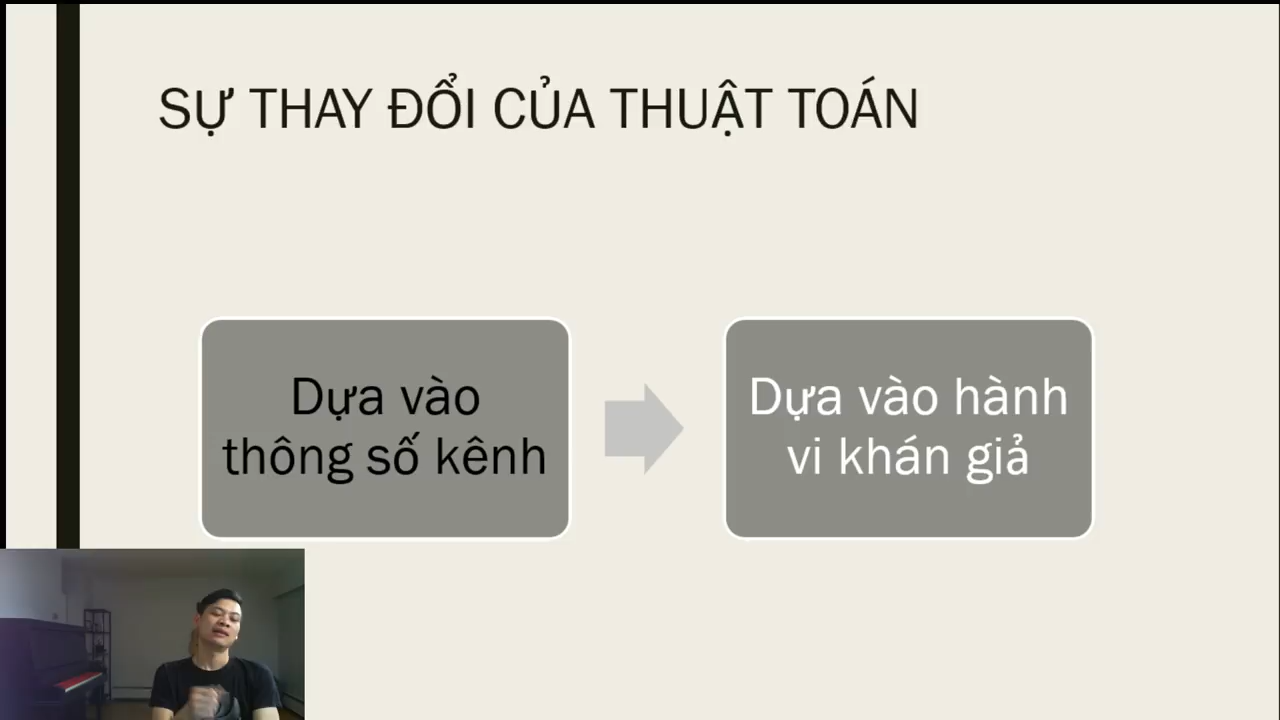 SỰ THAY ĐỔI CỦA THUẬT TOÁN
Dựa vào
thông số kênh
Dựa vào hành
vi khán giả